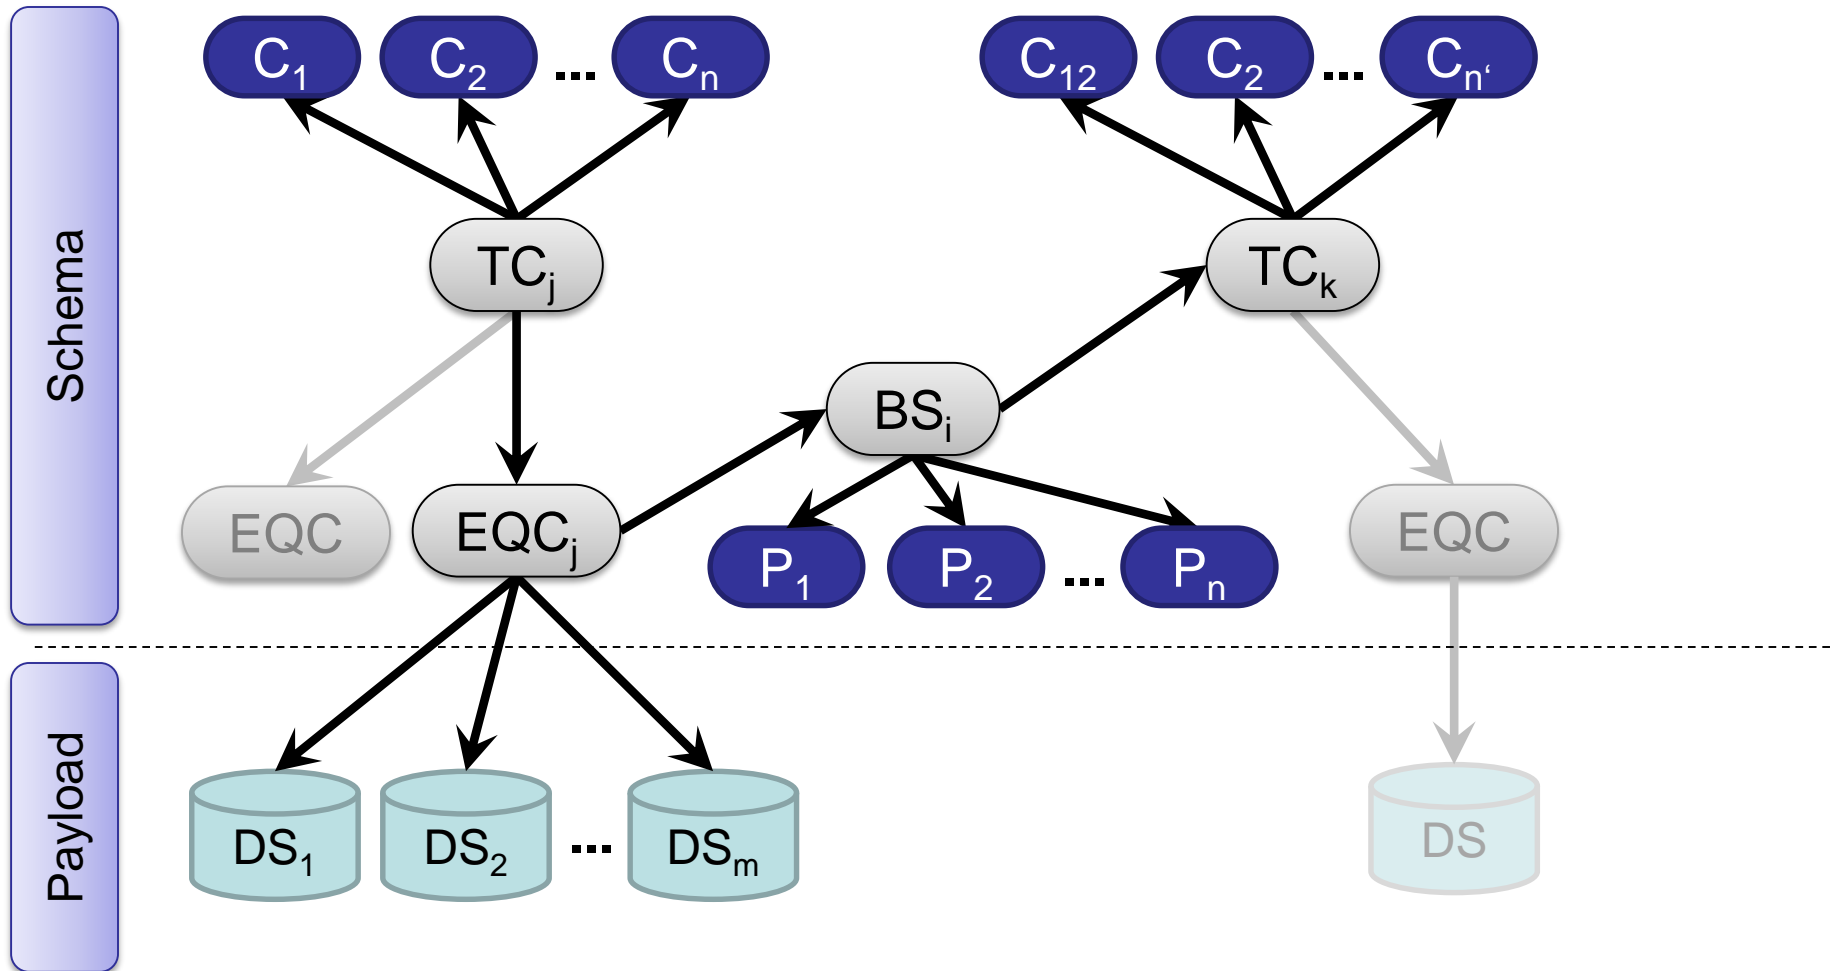 Schema
C1 C2 ... Cn
C12 C2 ... Cn‘
TCj
TCk
BSi
EQC
EQCj
EQC
P1 P2 ... Pn
Payload
DS1 DS2 ... DSm
DS